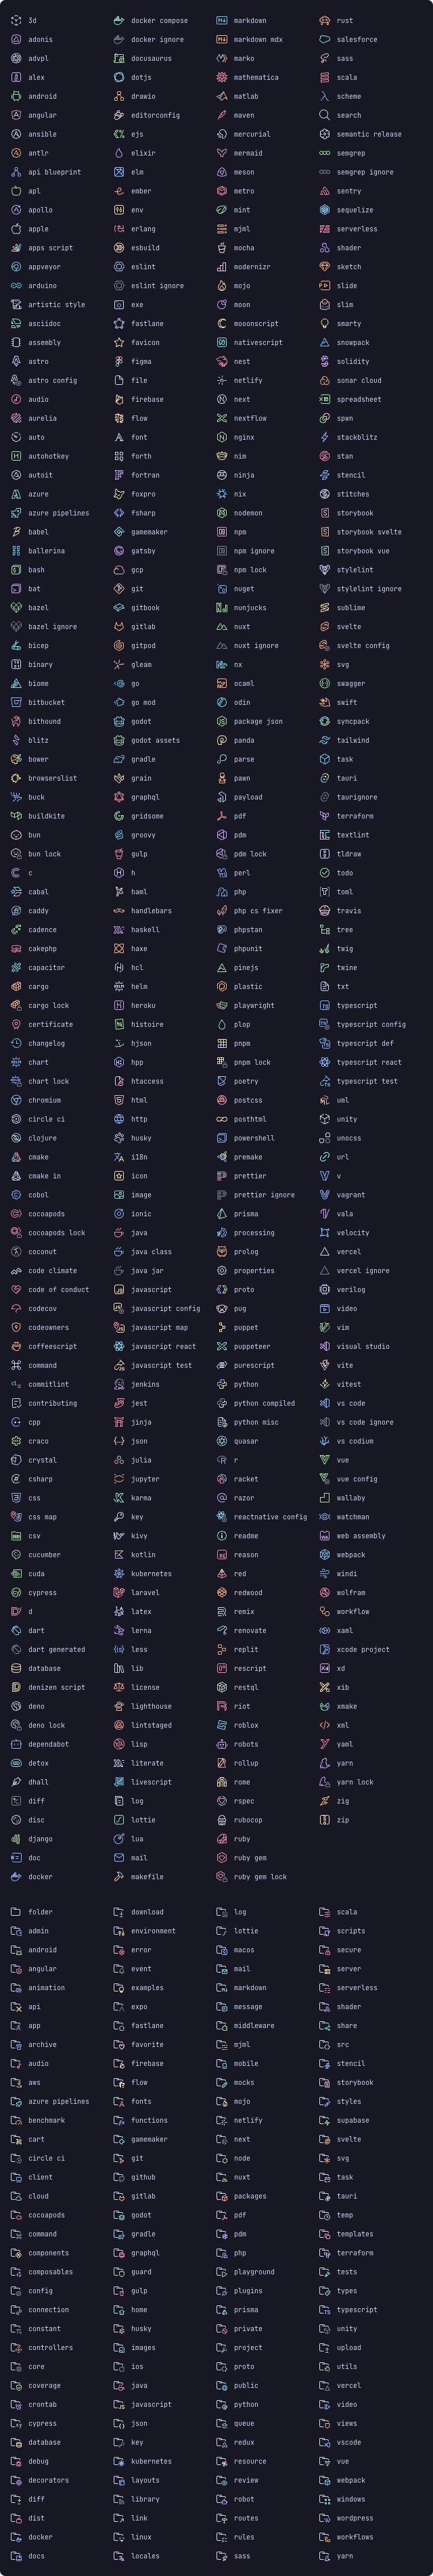 3d
adonis
advpl
alex
android
angular
ansible
antlr
api blueprint
apl
apollo
apple
apps script
appveyor
arduino
artistic style
asciidoc
assembly
astro
astro config
audio
aurelia
auto
autohotkey
autoit
azure
azure pipelines
babel
ballerina
bash
bat
bazel
bazel ignore
bicep
binary
biome
bitbucket
bithound
blitz
bower
browserslist
buck
buildkite
bun
bun lock
c
cabal
caddy
cadence
cakephp
capacitor
cargo
cargo lock
certificate
changelog
chart
chart lock
chromium
circle ci
clojure
cmake
cmake in
cobol
cocoapods
cocoapods lock
coconut
code climate
code of conduct
codecov
codeowners
coffeescript
command
commitlint
contributing
cpp
craco
crystal
csharp
css
css map
csv
cucumber
cuda
cypress
d
dart
dart generated
database
denizen script
deno
deno lock
dependabot
detox
dhall
diff
disc
django
doc
docker
docker compose
docker ignore
docusaurus
dotjs
drawio
editorconfig
ejs
elixir
elm
ember
env
erlang
esbuild
eslint
eslint ignore
exe
fastlane
favicon
figma
file
firebase
flow
font
forth
fortran
foxpro
fsharp
gamemaker
gatsby
gcp
git
gitbook
gitlab
gitpod
gleam
go
go mod
godot
godot assets
gradle
grain
graphql
gridsome
groovy
gulp
h
haml
handlebars
haskell
haxe
hcl
helm
heroku
histoire
hjson
hpp
htaccess
html
http
husky
i18n
icon
image
ionic
java
java class
java jar
javascript
javascript config
javascript map
javascript react
javascript test
jenkins
jest
jinja
json
julia
jupyter
karma
key
kivy
kotlin
kubernetes
laravel
latex
lerna
less
lib
license
lighthouse
lintstaged
lisp
literate
livescript
log
lottie
lua
mail
makefile
markdown
markdown mdx
marko
mathematica
matlab
maven
mercurial
mermaid
meson
metro
mint
mjml
mocha
modernizr
mojo
moon
moonscript
nativescript
nest
netlify
next
nextflow
nginx
nim
ninja
nix
nodemon
npm
npm ignore
npm lock
nuget
nunjucks
nuxt
nuxt ignore
nx
ocaml
odin
package json
panda
parse
pawn
payload
pdf
pdm
pdm lock
perl
php
php cs fixer
phpstan
phpunit
pinejs
plastic
playwright
plop
pnpm
pnpm lock
poetry
postcss
posthtml
powershell
premake
prettier
prettier ignore
prisma
processing
prolog
properties
proto
pug
puppet
puppeteer
purescript
python
python compiled
python misc
quasar
r
racket
razor
reactnative config
readme
reason
red
redwood
remix
renovate
replit
rescript
restql
riot
roblox
robots
rollup
rome
rspec
rubocop
ruby
ruby gem
ruby gem lock
rust
salesforce
sass
scala
scheme
search
semantic release
semgrep
semgrep ignore
sentry
sequelize
serverless
shader
sketch
slide
slim
smarty
snowpack
solidity
sonar cloud
spreadsheet
spwn
stackblitz
stan
stencil
stitches
storybook
storybook svelte
storybook vue
stylelint
stylelint ignore
sublime
svelte
svelte config
svg
swagger
swift
syncpack
tailwind
task
tauri
taurignore
terraform
textlint
tldraw
todo
toml
travis
tree
twig
twine
txt
typescript
typescript config
typescript def
typescript react
typescript test
uml
unity
unocss
url
v
vagrant
vala
velocity
vercel
vercel ignore
verilog
video
vim
visual studio
vite
vitest
vs code
vs code ignore
vs codium
vue
vue config
wallaby
watchman
web assembly
webpack
windi
wolfram
workflow
xaml
xcode project
xd
xib
xmake
xml
yaml
yarn
yarn lock
zig
zip
folder
admin
android
angular
animation
api
app
archive
audio
aws
azure pipelines
benchmark
cart
circle ci
client
cloud
cocoapods
command
components
composables
config
connection
constant
controllers
core
coverage
crontab
cypress
database
debug
decorators
diff
dist
docker
docs
download
environment
error
event
examples
expo
fastlane
favorite
firebase
flow
fonts
functions
gamemaker
git
github
gitlab
godot
gradle
graphql
guard
gulp
home
husky
images
ios
java
javascript
json
key
kubernetes
layouts
library
link
linux
locales
log
lottie
macos
mail
markdown
message
middleware
mjml
mobile
mocks
mojo
netlify
next
node
nuxt
packages
pdf
pdm
php
playground
plugins
prisma
private
project
proto
public
python
queue
redux
resource
review
robot
routes
rules
sass
scala
scripts
secure
server
serverless
shader
share
src
stencil
storybook
styles
supabase
svelte
svg
task
tauri
temp
templates
terraform
tests
types
typescript
unity
upload
utils
vercel
video
views
vscode
vue
webpack
windows
wordpress
workflows
yarn